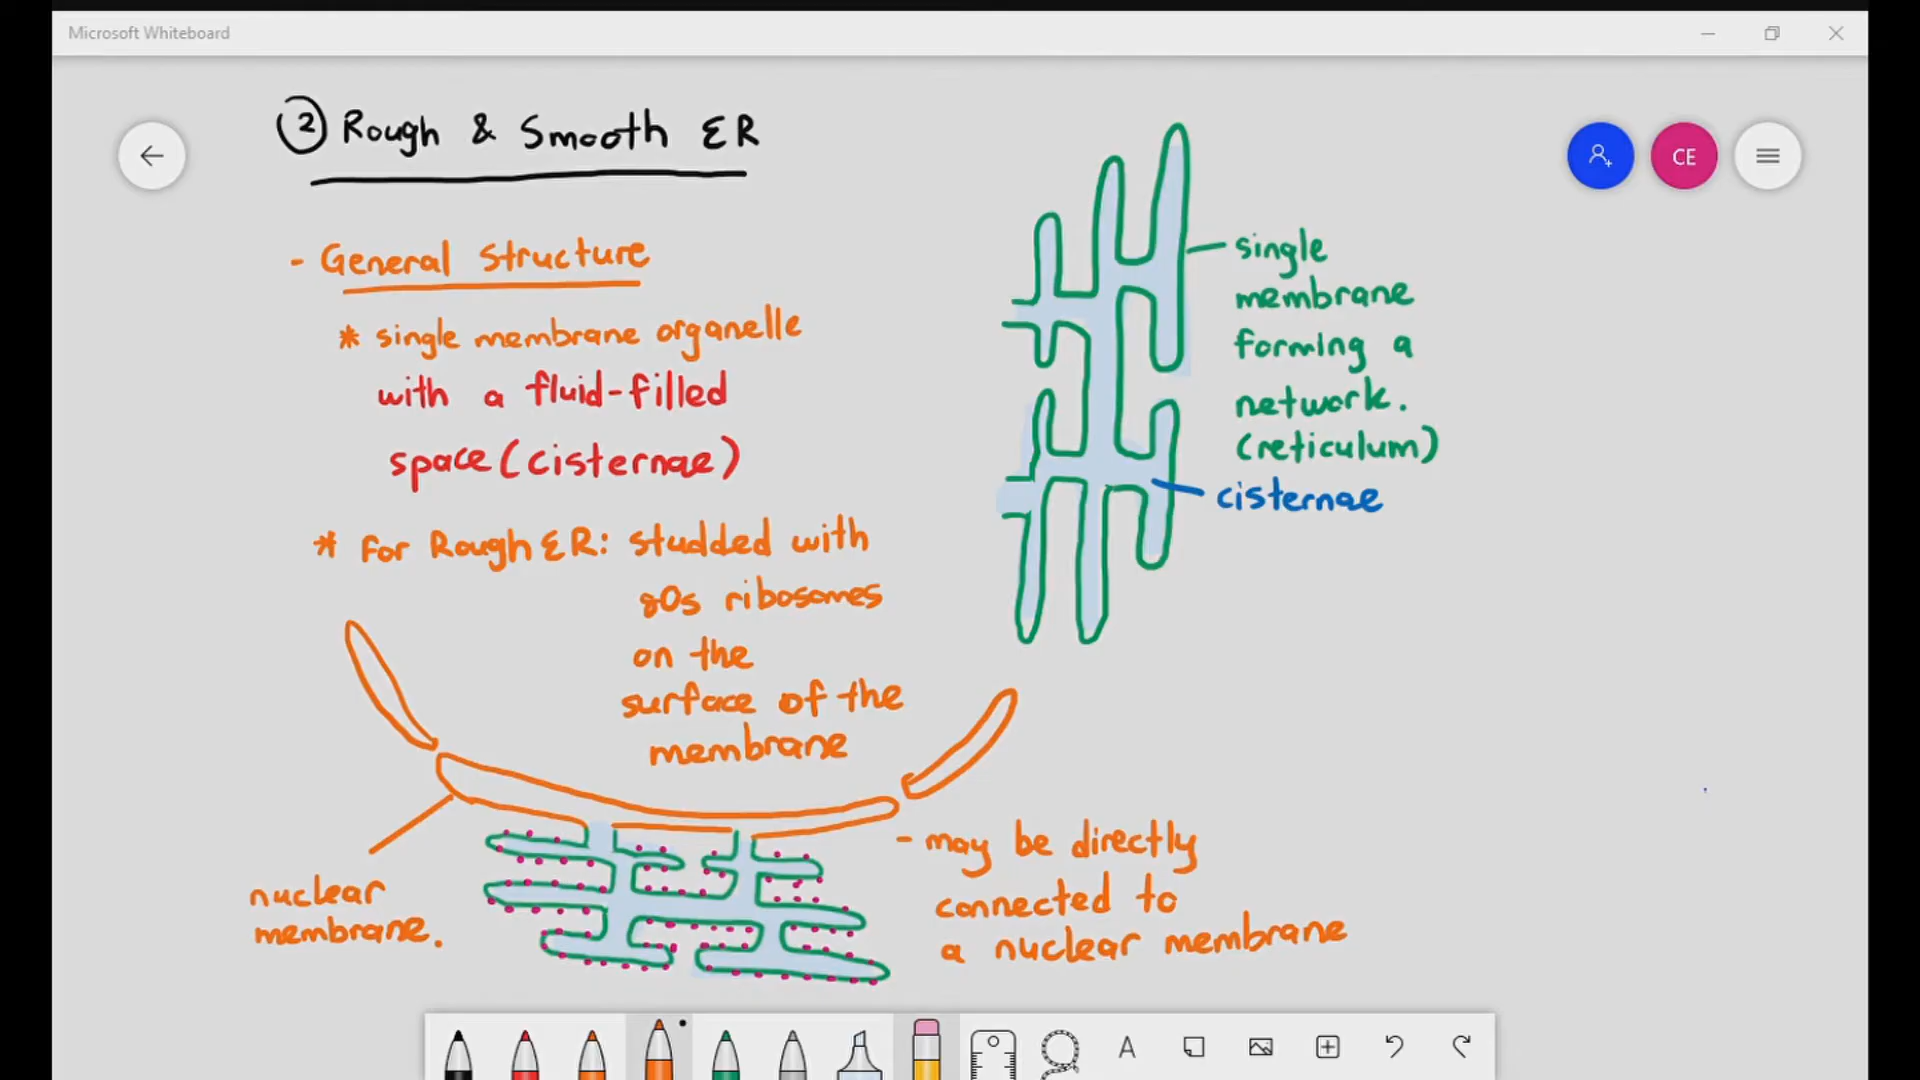 Microsoft Whiteboard
② Rough & Smooth ER
CE
- General Structure
* single membrane organelle
with a fluid-filled
space (cisternae)
* For Rough ER: studded with
80s ribosomes
on the
surface of the
membrane
single
membrane
forming a
network.
(reticulum)
cisternae
nuclear
membrane.
- may be directly
connected to
a nuclear membrane
A